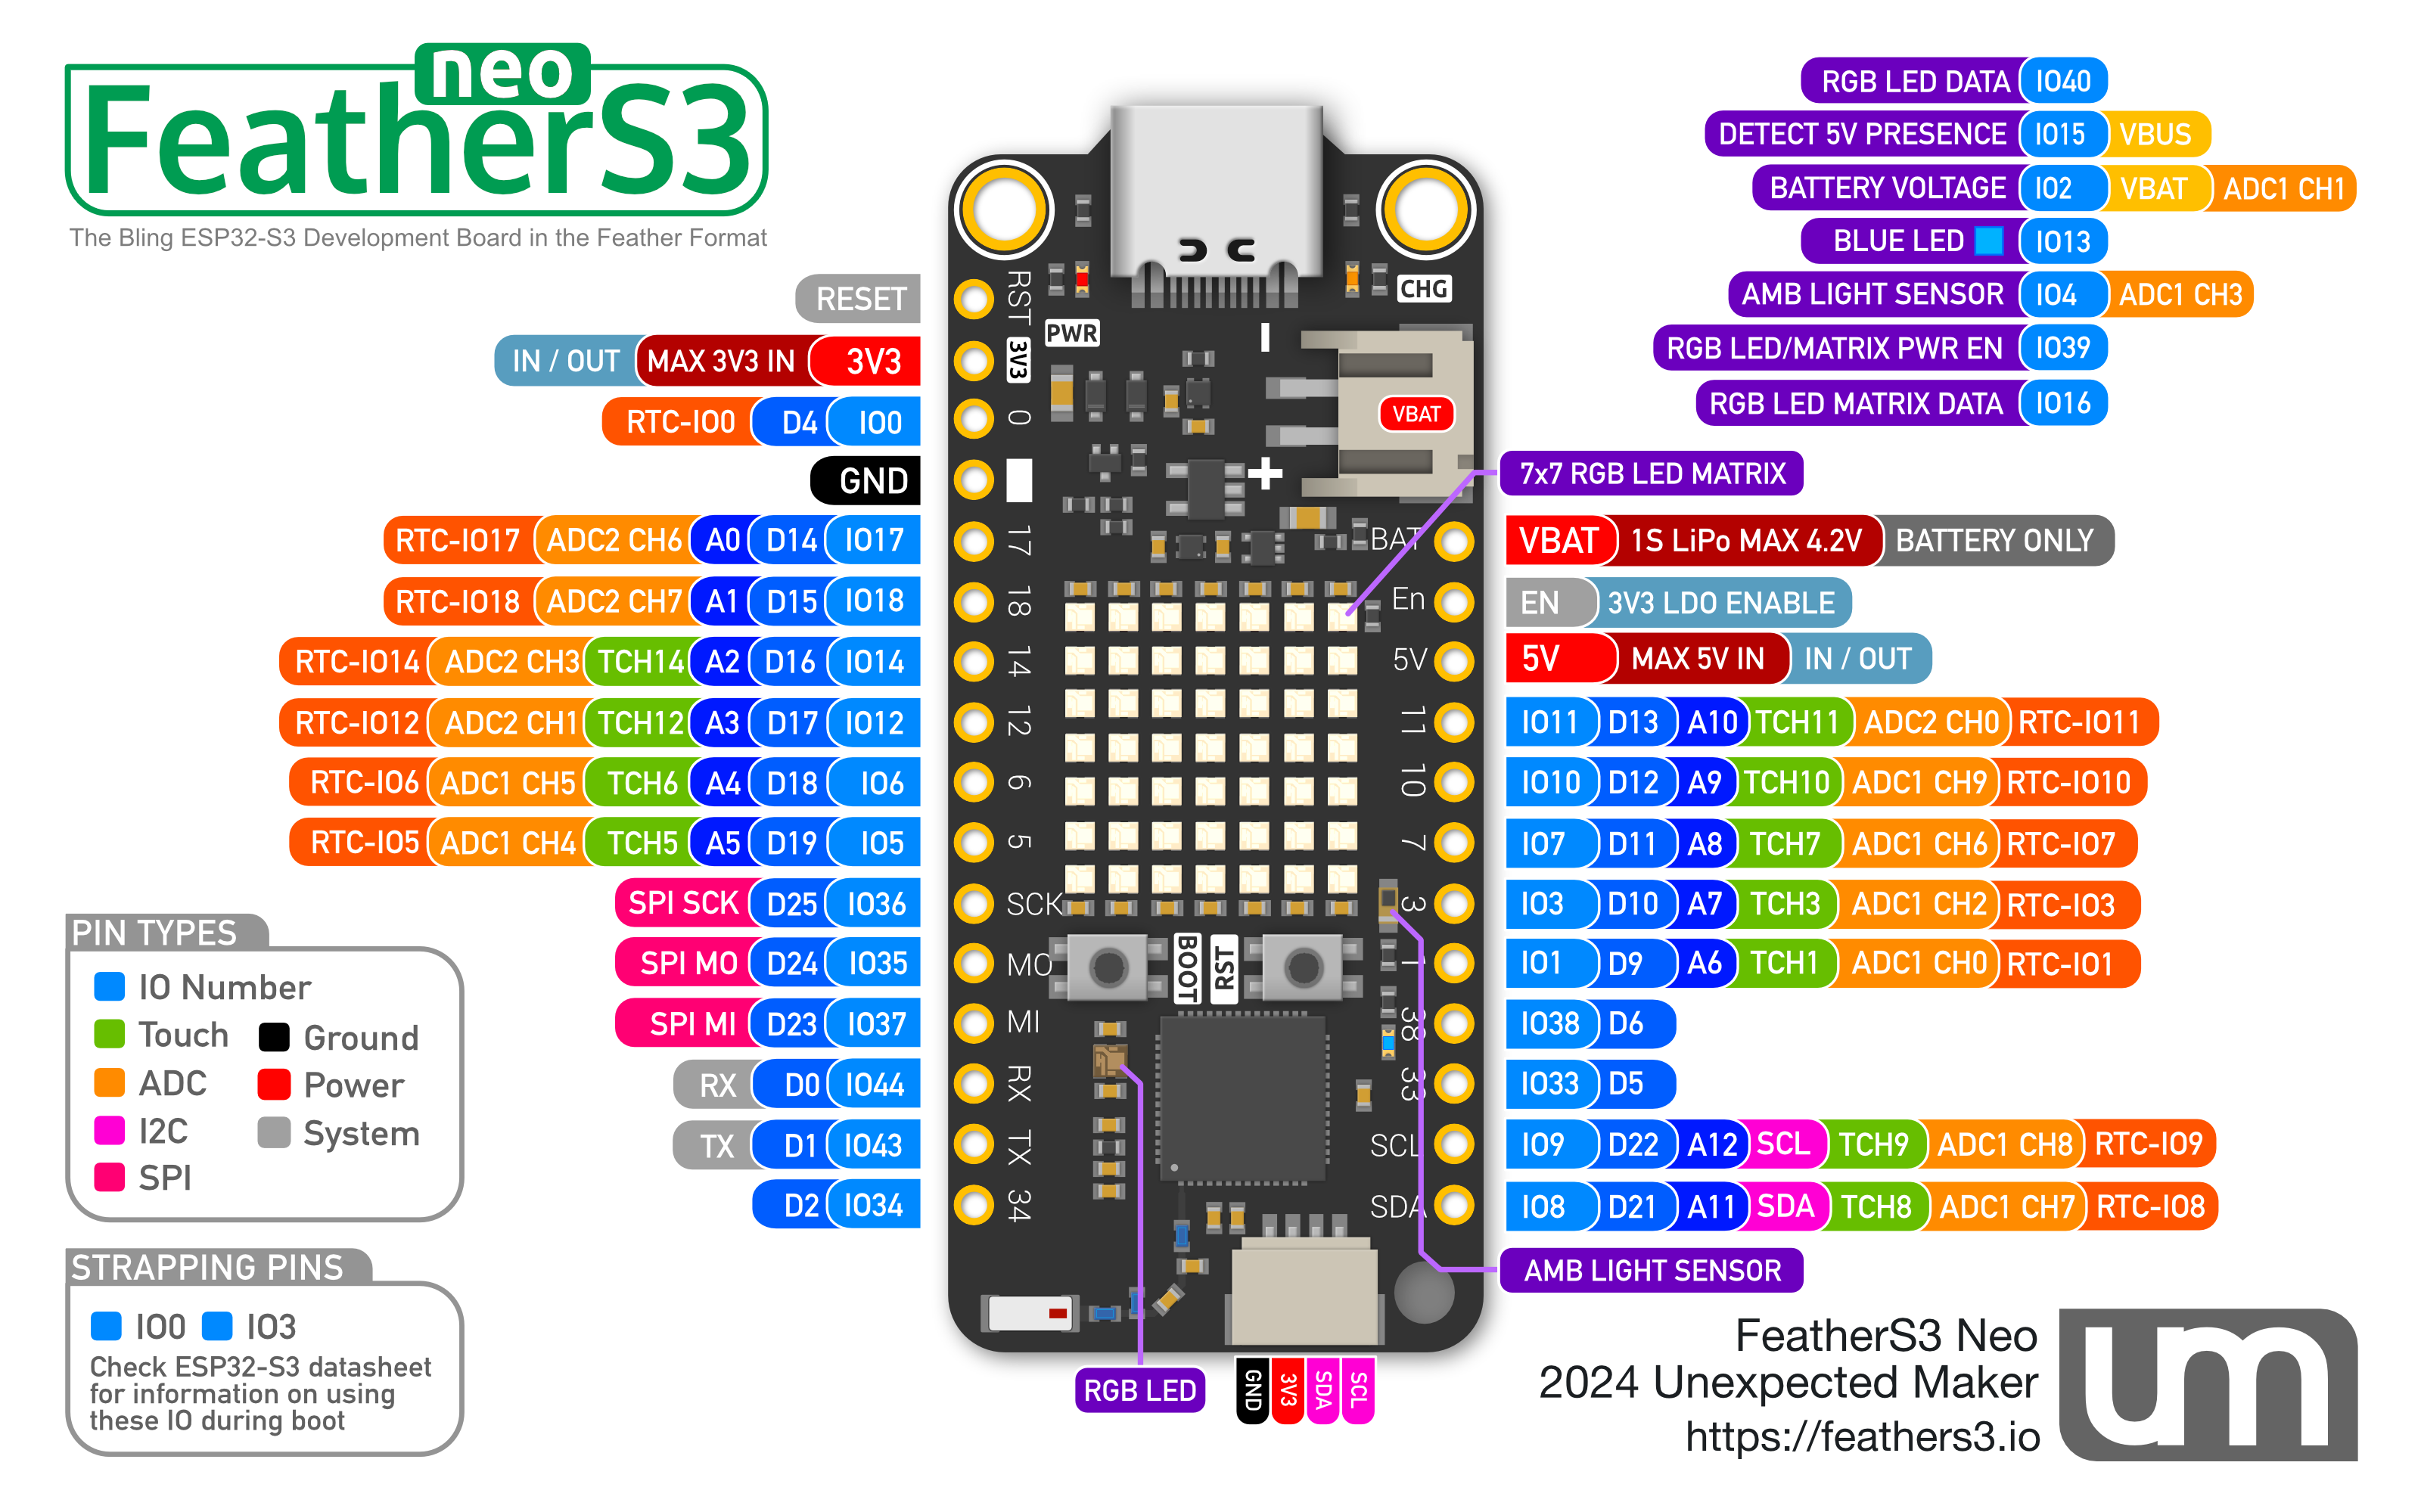 neo
FeatherS3
The Bling ESP32-S3 Development Board in the Feather Format
RGB LED DATA IO40
DETECT 5V PRESENCE IO15 VBUS
BATTERY VOLTAGE IO2 VBAT ADC1 CH1
BLUE LED IO13
AMB LIGHT SENSOR IO4 ADC1 CH3
RGB LED/MATRIX PWR EN IO39
RGB LED MATRIX DATA IO16
7x7 RGB LED MATRIX
RESET
IN / OUT MAX 3V3 IN 3V3
RTC-IO0 D4 IO0
GND
RTC-IO17 ADC2 CH6 A0 D14 IO17
RTC-IO18 ADC2 CH7 A1 D15 IO18
RTC-IO14 ADC2 CH3 TCH14 A2 D16 IO14
RTC-IO12 ADC2 CH1 TCH12 A3 D17 IO12
RTC-IO6 ADC1 CH5 TCH6 A4 D18 IO6
RTC-IO5 ADC1 CH4 TCH5 A5 D19 IO5
SPI SCK D25 IO36
SPI MO D24 IO35
SPI MI D23 IO37
RX D0 IO44
TX D1 IO43
D2 IO34
RST
3V3
0
17
18
14
12
6
5
SCK
MO
MI
RX
TX
34
PWR
CHG
VBAT
BOOT
RST
BAT
En
5V
11
10
7
3
1
38
33
SCL
SDA
VBAT 1S LiPo MAX 4.2V BATTERY ONLY
EN 3V3 LDO ENABLE
5V MAX 5V IN IN / OUT
IO11 D13 A10 TCH11 ADC2 CH0 RTC-IO11
IO10 D12 A9 TCH10 ADC1 CH9 RTC-IO10
IO7 D11 A8 TCH7 ADC1 CH6 RTC-IO7
IO3 D10 A7 TCH3 ADC1 CH2 RTC-IO3
IO1 D9 A6 TCH1 ADC1 CH0 RTC-IO1
IO38 D6
IO33 D5
IO9 D22 A12 SCL TCH9 ADC1 CH8 RTC-IO9
IO8 D21 A11 SDA TCH8 ADC1 CH7 RTC-IO8
AMB LIGHT SENSOR
RGB LED
GND
3V3
SDA
SCL
PIN TYPES
IO Number
Touch
Ground
ADC
Power
I2C
System
SPI
STRAPPING PINS
IO0 IO3
Check ESP32-S3 datasheet
for information on using
these IO during boot
FeatherS3 Neo
2024 Unexpected Maker
https://feathers3.io
um